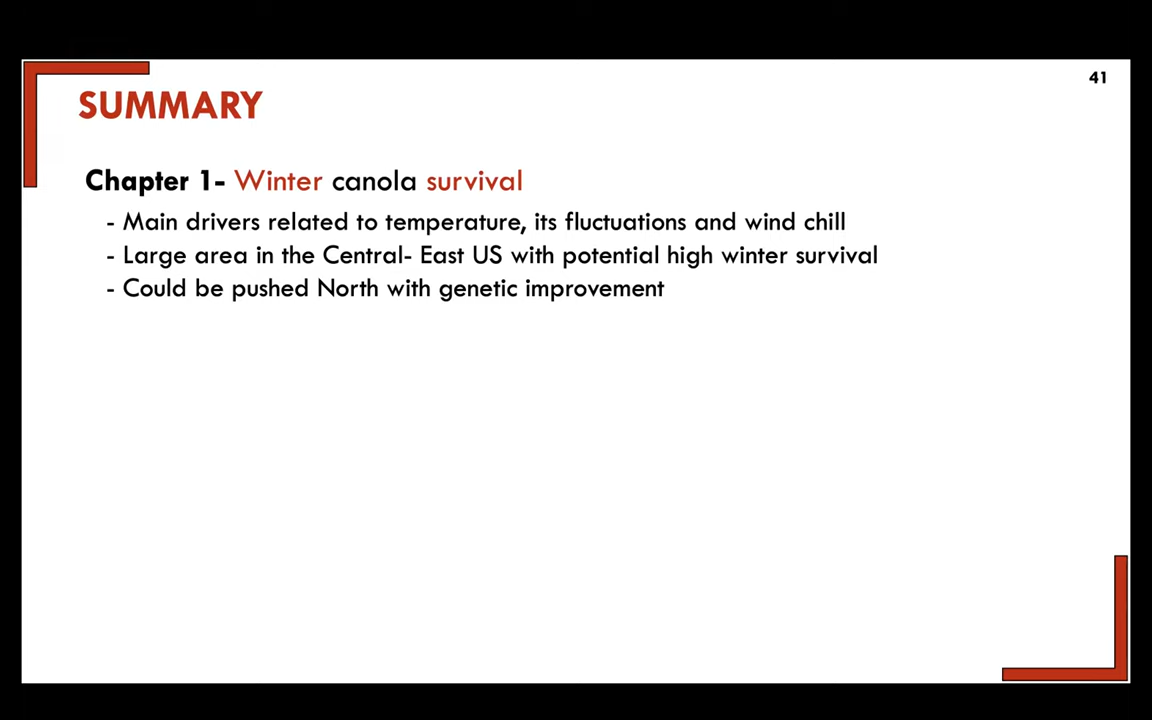 41
SUMMARY
Chapter 1- Winter canola survival
- Main drivers related to temperature, its fluctuations and wind chill
- Large area in the Central- East US with potential high winter survival
- Could be pushed North with genetic improvement